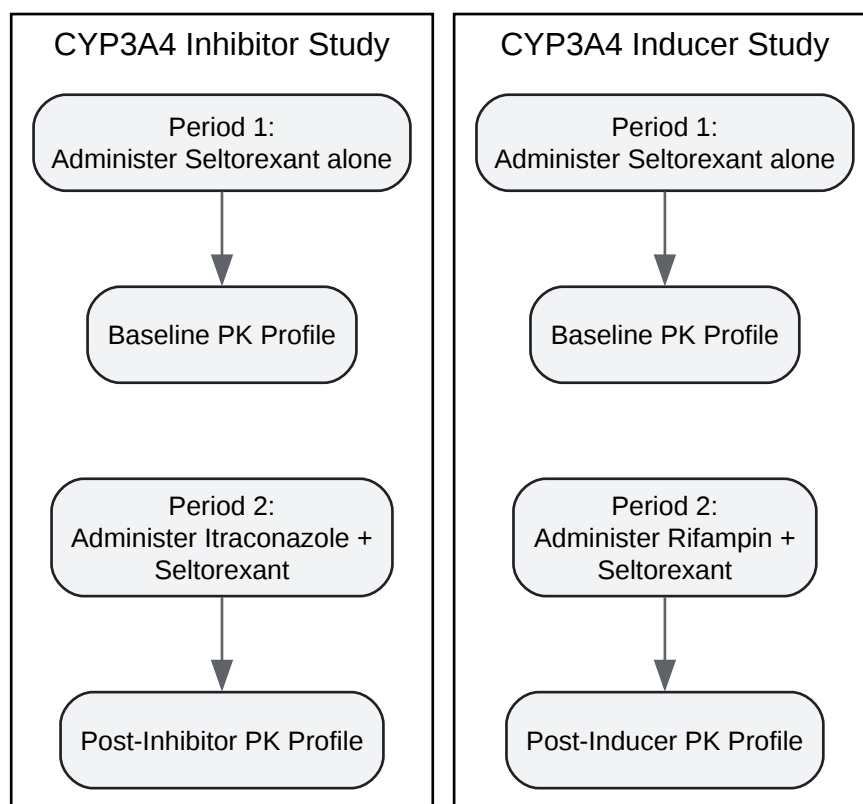 CYP3A4 Inhibitor Study
Period 1:
Administer Seltorexant alone
Baseline PK Profile
Period 2:
Administer Itraconazole +
Seltorexant
Post-Inhibitor PK Profile
CYP3A4 Inducer Study
Period 1:
Administer Seltorexant alone
Baseline PK Profile
Period 2:
Administer Rifampin +
Seltorexant
Post-Inducer PK Profile